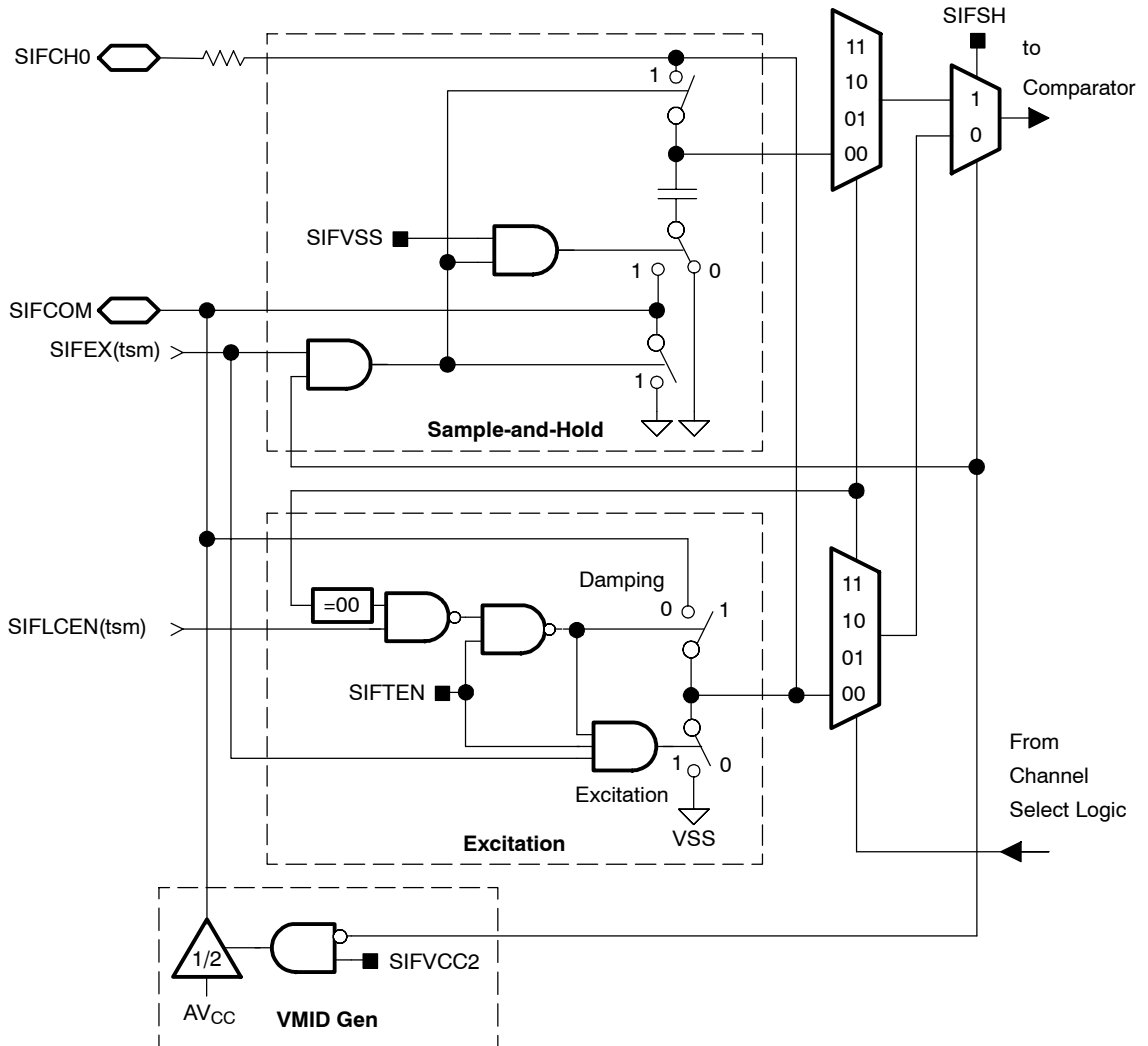 SIFCH0
SIFSH
to
Comparator
11
10
01
00
1
0
1
SIFVSS
1
0
SIFCOM
SIFEX(tsm)
1
Sample-and-Hold
Damping
0
1
=00
SIFLCEN(tsm)
11
10
01
00
SIFTEN
1
0
Excitation
VSS
Excitation
From
Channel
Select Logic
1/2
SIFVCC2
AVCC
VMID Gen